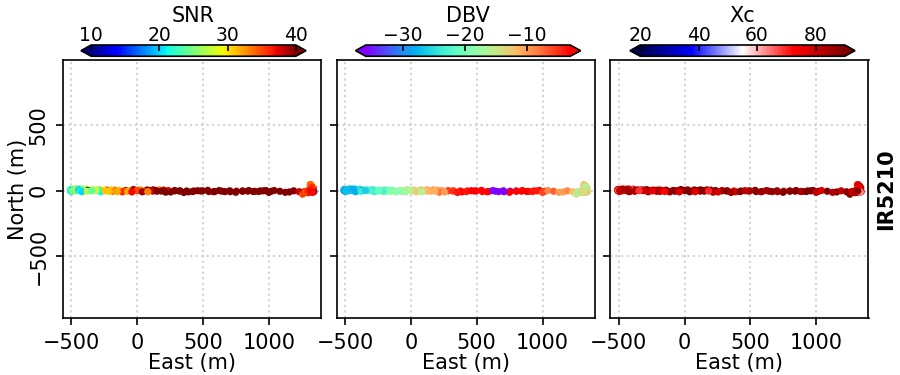 SNR DBV Xc
10 20 30 40 −30 −20 −10 20 40 60 80
North (m)
500
0
−500
IR5210
−500 0 500 1000 −500 0 500 1000 −500 0 500 1000
East (m) East (m) East (m)